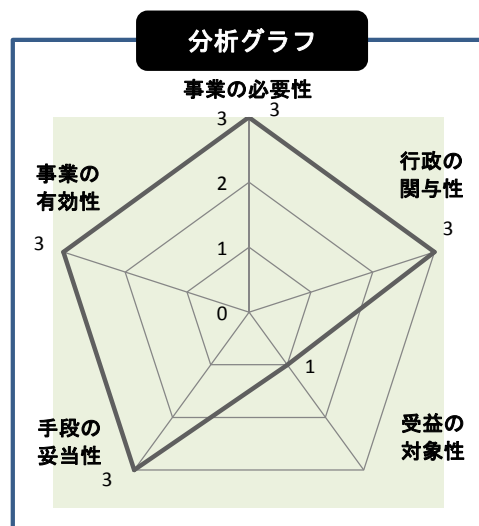 分析グラフ
事業の必要性
3
3
行政の
関与性
3
事業の
有効性
3
2
1
0
1
受益の
対象性
手段の
妥当性
3